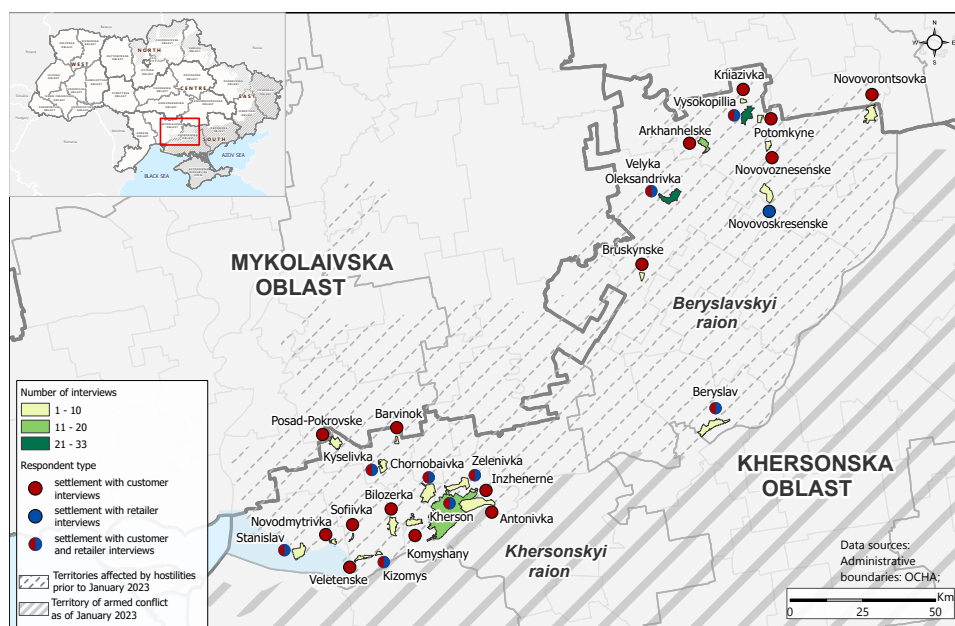 NORTH
WEST
CENTRE
EAST
SOUTH
AZOV SEA
BLACK SEA
N
W
E
S
Kniazivka
Novovorontsovka
Vysokopillia
Potomkyne
Arkhanhelske
Novovoznesenske
Velyka
Oleksandrivka
Novovoskresenske
MYKOLAIVSKA
OBLAST
Bruskynske
Beryslavskyi
raion
Number of interviews
1 - 10
11 - 20
21 - 33
Respondent type
settlement with customer
interviews
settlement with retailer
interviews
settlement with customer
and retailer interviews
Territories affected by hostilities
prior to January 2023
Territory of armed conflict
as of January 2023
Beryslav
Posad-Pokrovske
Barvinok
Kyselivka
Chornobaivka
Zelenivka
Inzhenerne
KHERSONSKA
OBLAST
Bilozerka
Sofiivka
Kherson
Novodmytrivka
Antonivka
Stanislav
Komyshany
Khersonskyi
raion
Veletenske
Kizomys
Data sources:
Administrative
boundaries: OCHA;
Km
0 25 50